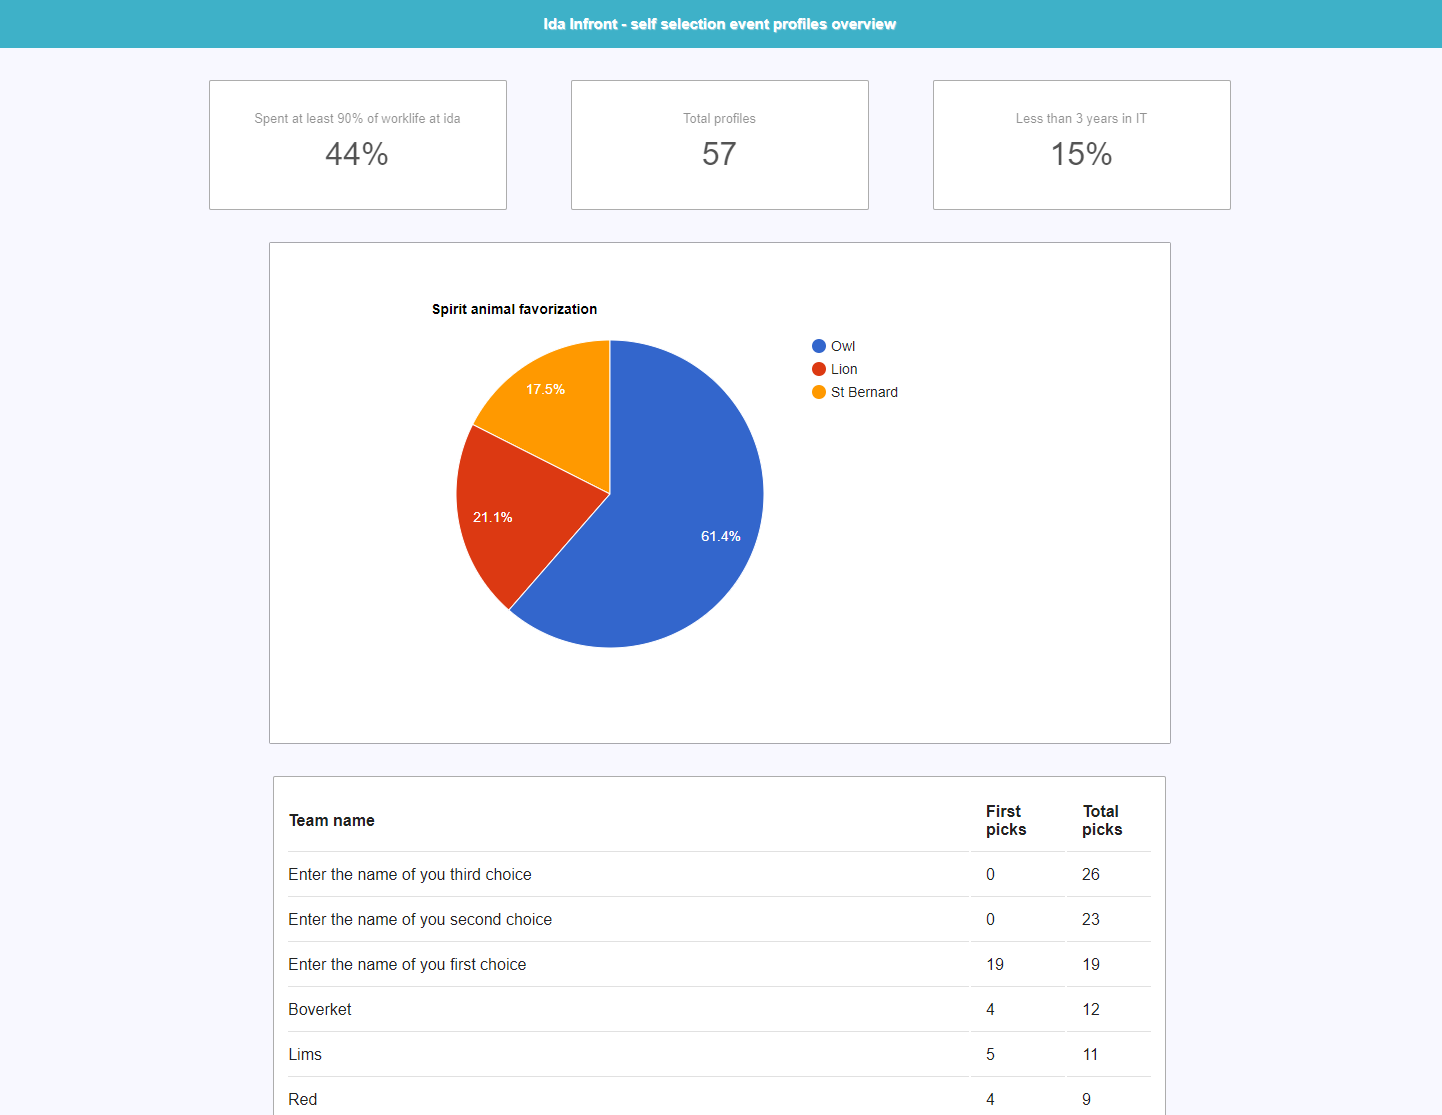 Ida Infront - self selection event profiles overview
Spent at least 90% of worklife at ida
44%
Total profiles
57
Less than 3 years in IT
15%
Spirit animal favorization
Owl
Lion
St Bernard
17.5%
21.1%
61.4%
Team name First picks Total picks
Enter the name of you third choice 0 26
Enter the name of you second choice 0 23
Enter the name of you first choice 19 19
Boverket 4 12
Lims 5 11
Red 4 9